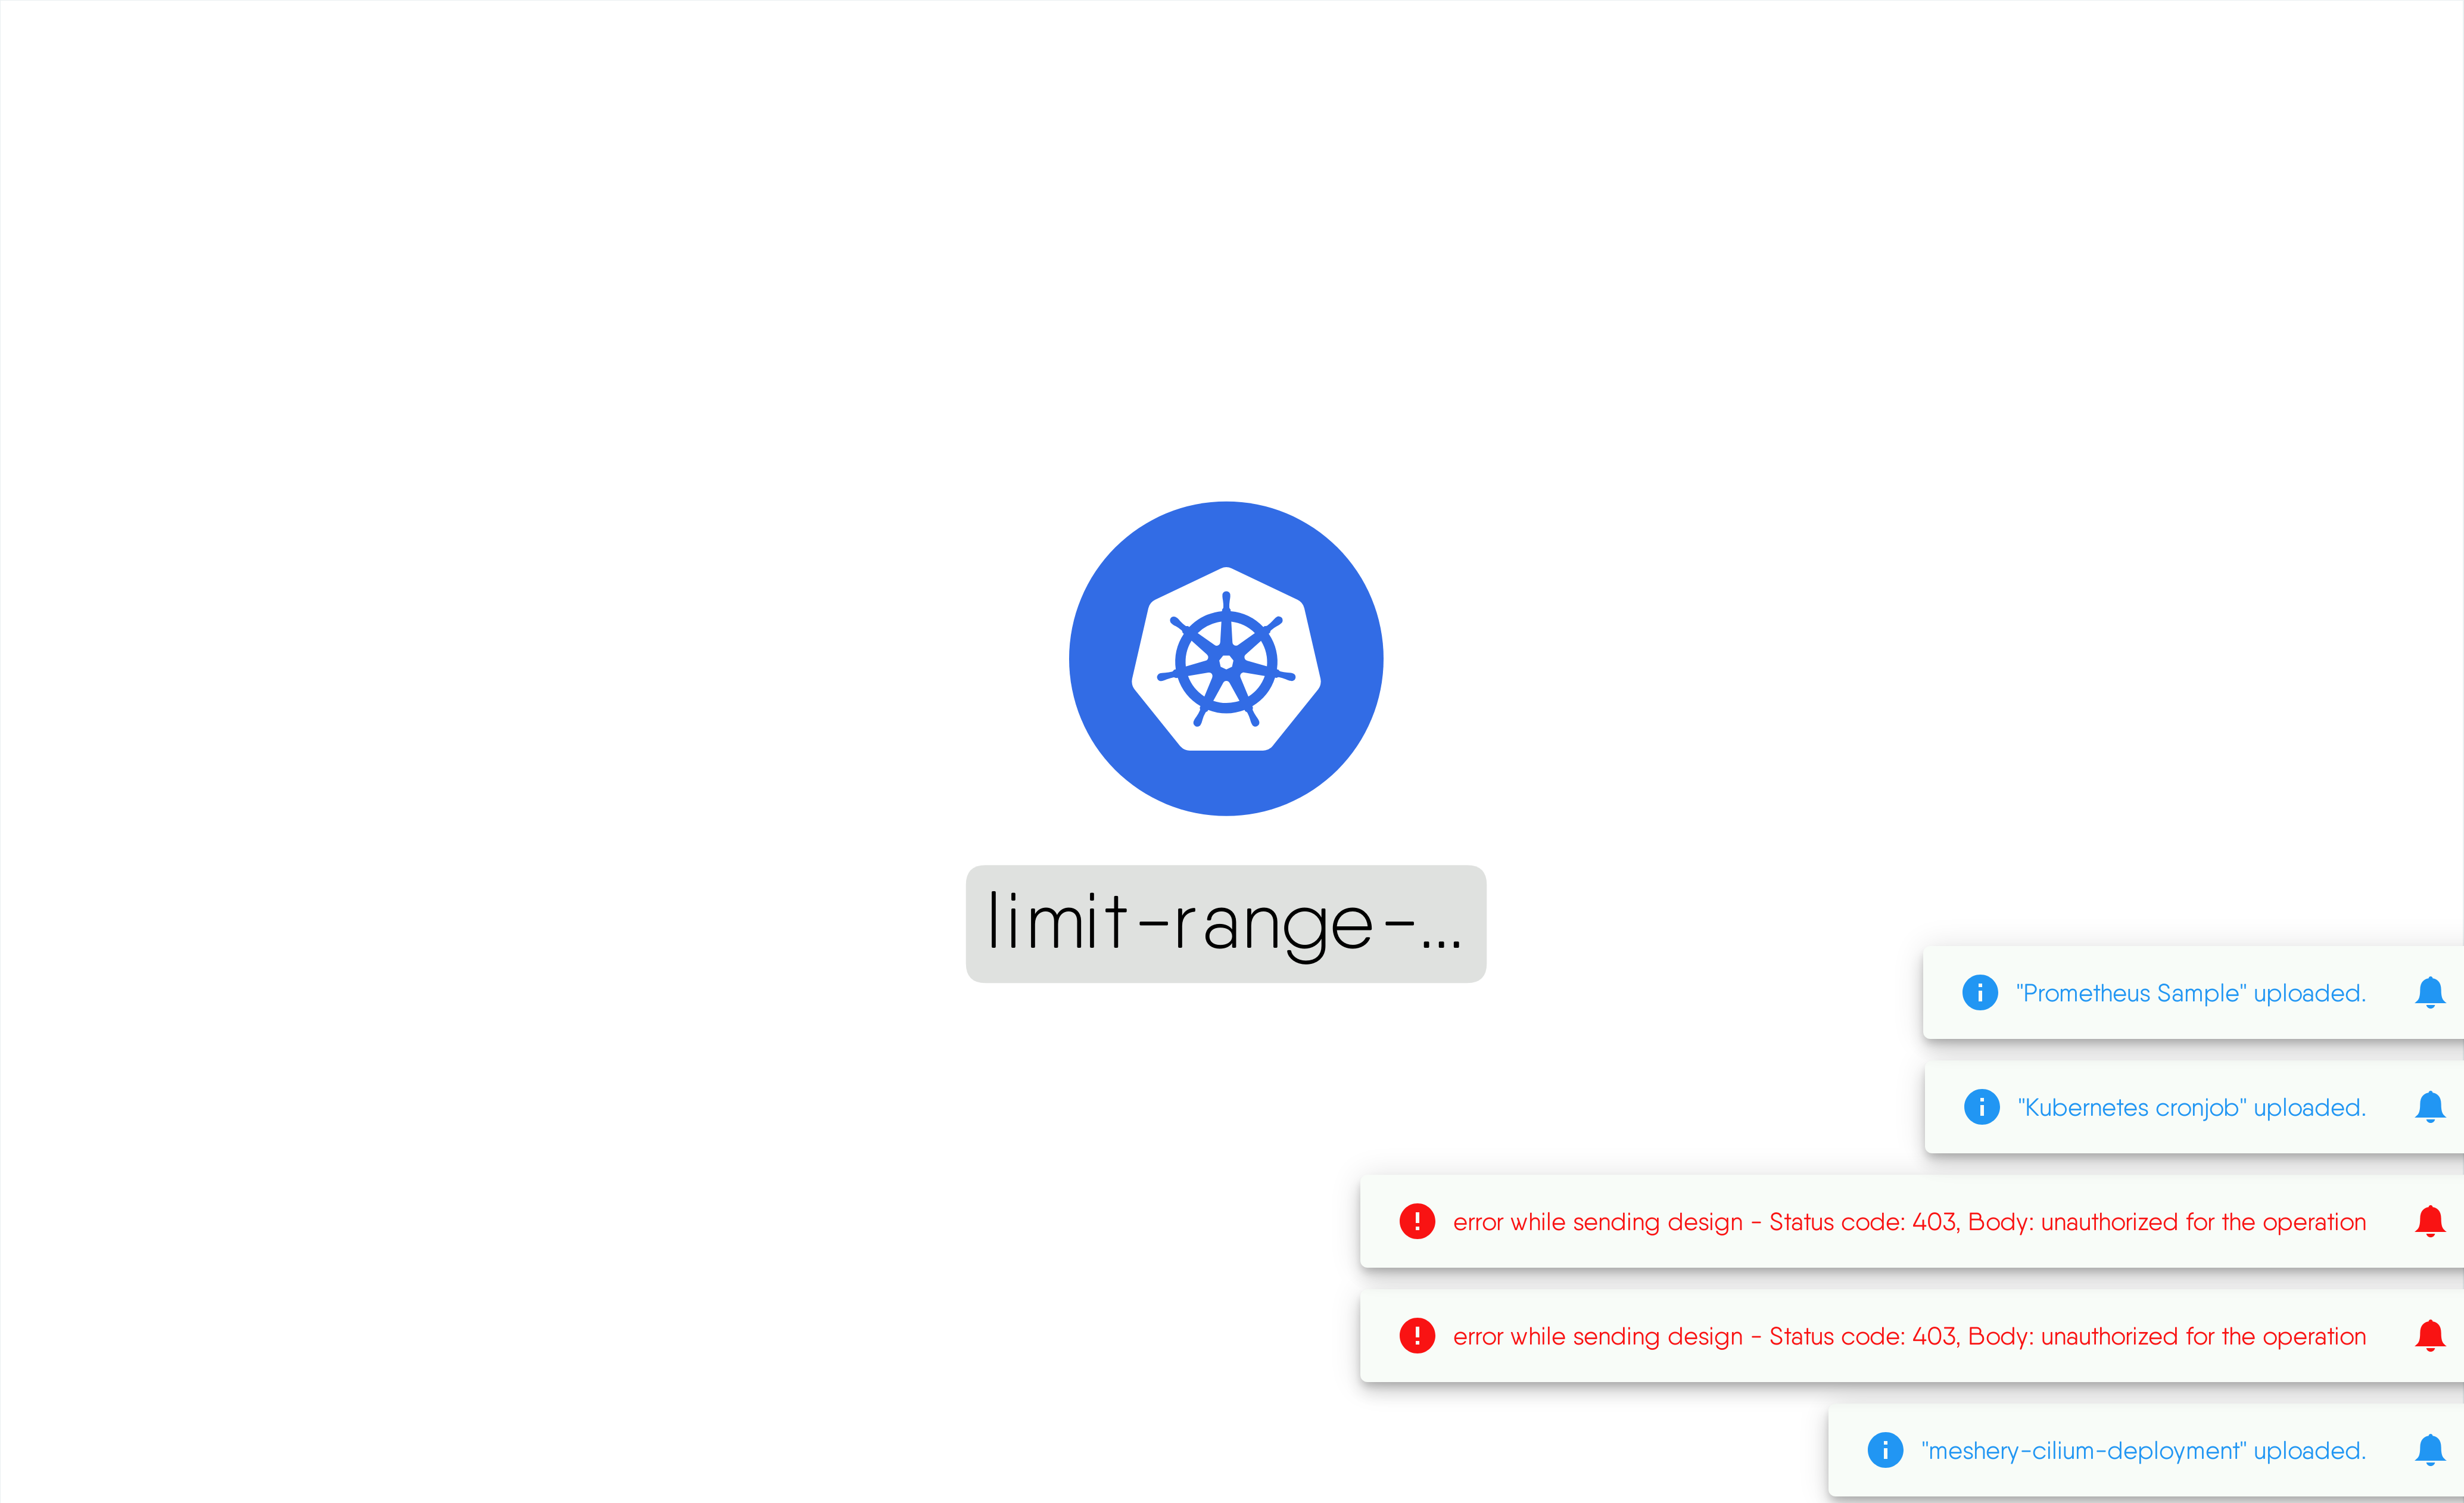 limit-range-...
"Prometheus Sample" uploaded.
"Kubernetes cronjob" uploaded.
error while sending design - Status code: 403, Body: unauthorized for the operation
error while sending design - Status code: 403, Body: unauthorized for the operation
"meshery-cilium-deployment" uploaded.